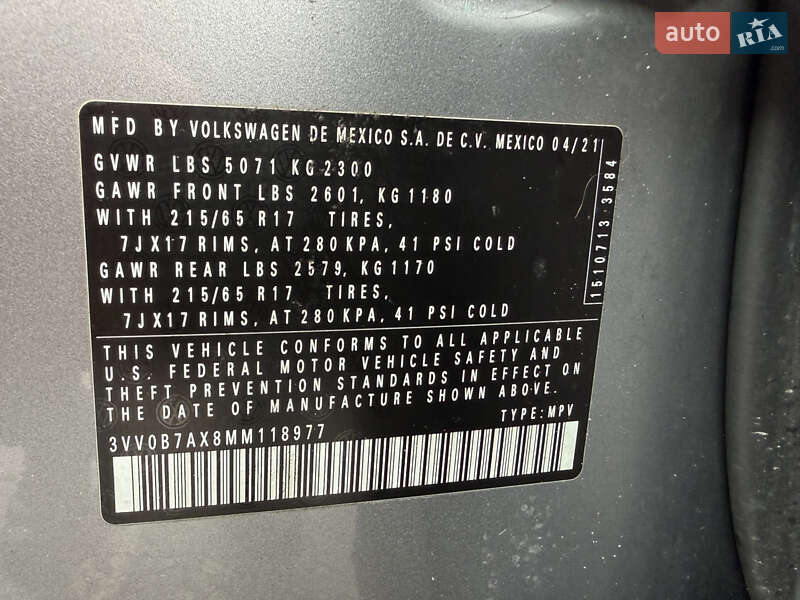 auto RIA.com
MFD BY VOLKSWAGEN DE MEXICO S.A. DE C.V. MEXICO 04/21
GVWR LBS 5071 KG 2300
GAWR FRONT LBS 2601, KG 1180
WITH 215/65 R17 TIRES,
7JX17 RIMS, AT 280 KPA, 41 PSI COLD
GAWR REAR LBS 2579, KG 1170
WITH 215/65 R17 TIRES,
7JX17 RIMS, AT 280 KPA, 41 PSI COLD
1510713 3584
THIS VEHICLE CONFORMS TO ALL APPLICABLE
U.S. FEDERAL MOTOR VEHICLE SAFETY AND
THEFT PREVENTION STANDARDS IN EFFECT ON
THE DATE OF MANUFACTURE SHOWN ABOVE.
3VV0B7AX8MM118977 TYPE: MPV